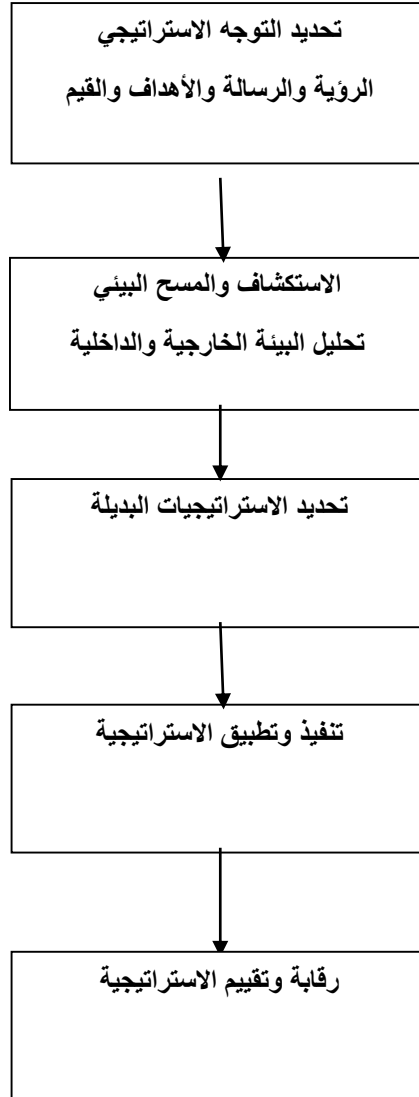 تحديد التوجه الاستراتيجي
الرؤية والرسالة والأهداف والقيم
الاستكشاف والمسح البيئي
تحليل البيئة الخارجية والداخلية
تحديد الاستراتيجيات البديلة
تنفيذ وتطبيق الاستراتيجية
رقابة وتقييم الاستراتيجية